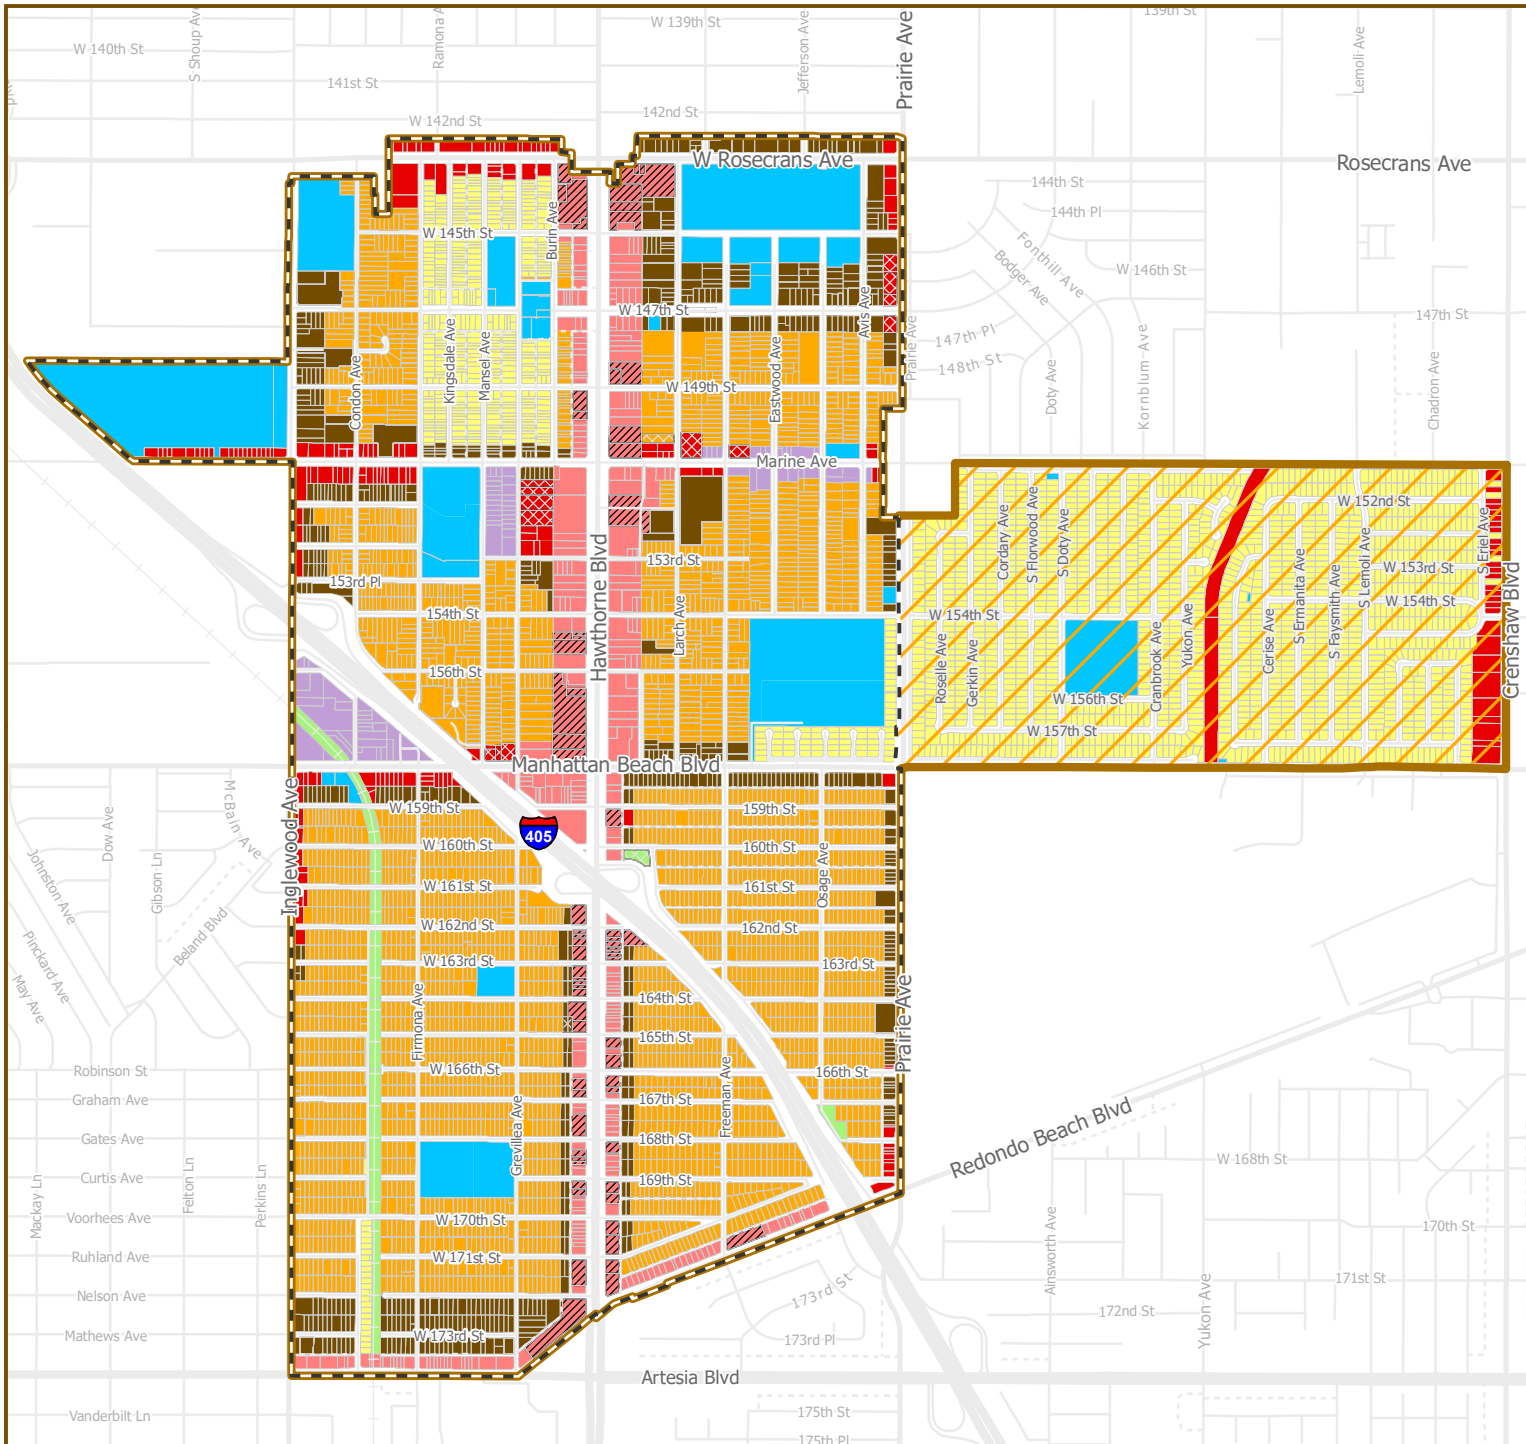 139th St
W 139th St
W 140th St
S Shoup Ave
Ramona A
Jefferson Ave
Prairie Ave
Lemoli Ave
141st St
142nd St
W 142nd St
W Rosecrans Ave
Rosecrans Ave
144th St
144th Pl
W 145th St
Burin Ave
Fonthill Ave
Bodger Ave
W 146th St
W 147th St
Avis Ave
147th St
147th Pl
148th St
Prairie Ave
Kingsdale Ave
Mansel Ave
Condon Ave
Eastwood Ave
W 149th St
Doty Ave
Kornblum Ave
Chadron Ave
Marine Ave
W 152nd St
Cordary Ave
S Florwood Ave
S Doty Ave
S Eriel Ave
153rd St
153rd Pl
Hawthorne Blvd
W 153rd St
154th St
W 154th St
W 154th St
Larch Ave
Roselle Ave
Gerkin Ave
Cranbrook Ave
Yukon Ave
Cerise Ave
S Ermanita Ave
S Faysmith Ave
S Lemoli Ave
Crenshaw Blvd
156th St
W 156th St
W 157th St
Manhattan Beach Blvd
W 159th St
159th St
405
Inglewood Ave
McBain Ave
Dow Ave
W 160th St
160th St
Johnston Ave
Gibson Ln
W 161st St
161st St
Osage Ave
W 162nd St
162nd St
Beland Blvd
Pinckard Ave
May Ave
W 163rd St
163rd St
164th St
Firmona Ave
Prairie Ave
165th St
Robinson St
W 166th St
166th St
Freeman Ave
Graham Ave
167th St
Grevillea Ave
Redondo Beach Blvd
Gates Ave
168th St
W 168th St
Curtis Ave
169th St
Mackay Ln
Felton Ln
Perkins Ln
Voorhees Ave
W 170th St
170th St
Ainsworth Ave
Ruhland Ave
W 171st St
171st St
Nelson Ave
173rd St
172nd St
Yukon Ave
Mathews Ave
W 173rd St
173rd Pl
Artesia Blvd
Vanderbilt Ln
175th St
175th Pl